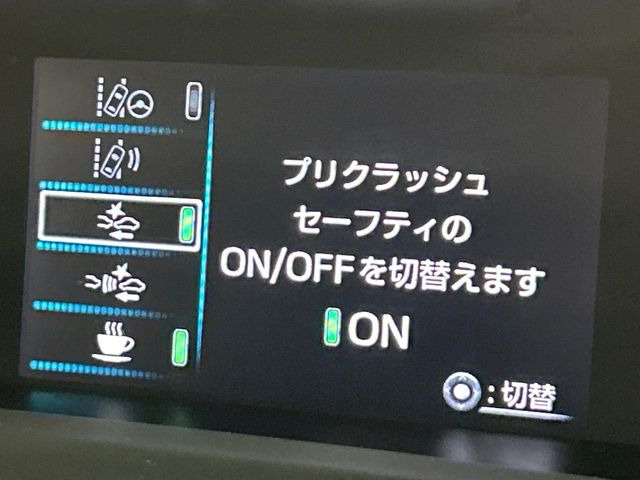 プリクラッシュ
セーフティの
ON/OFFを切替えます
ON
:切替